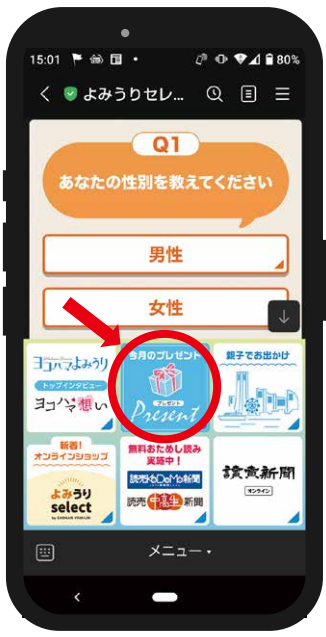 15:01
80%
よみうりセレ...
Q1
あなたの性別を教えてください
男性
女性
ヨコハマよみうり
トップインタビュー
ヨコハマ想い
今月のプレゼント
プレゼント
Present
親子でお出かけ
新着!
オンラインショップ
よみうり
select
無料おためし読み
実施中!
読売KoDoMo新聞
読売中高生新聞
讀賣新聞
オンライン
メニュー